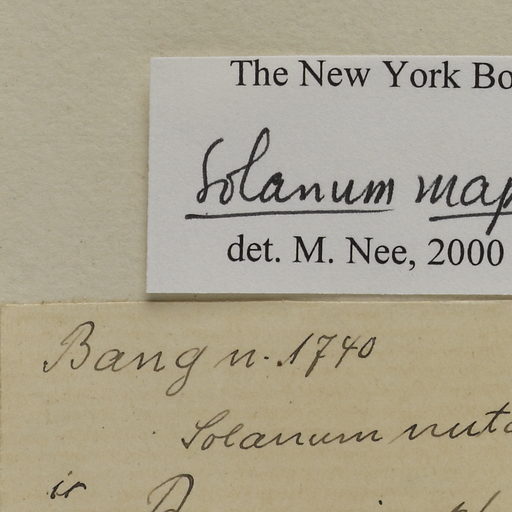 The New York Bo
Solanum map
det. M. Nee, 2000
Bang n. 1740
Solanum nuta